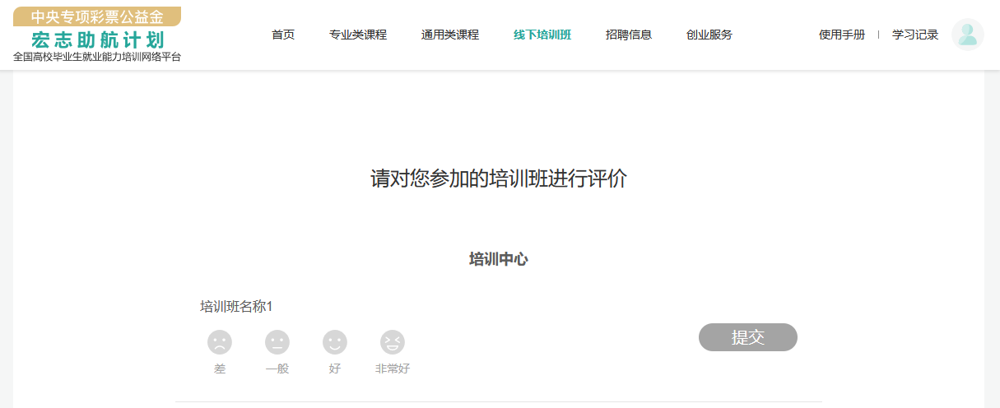 中央专项彩票公益金
宏志助航计划
全国高校毕业生就业能力培训网络平台
首页 专业类课程 通用类课程 线下培训班 招聘信息 创业服务 使用手册 学习记录
请对您参加的培训班进行评价
培训中心
培训班名称1
差 一般 好 非常好
提交